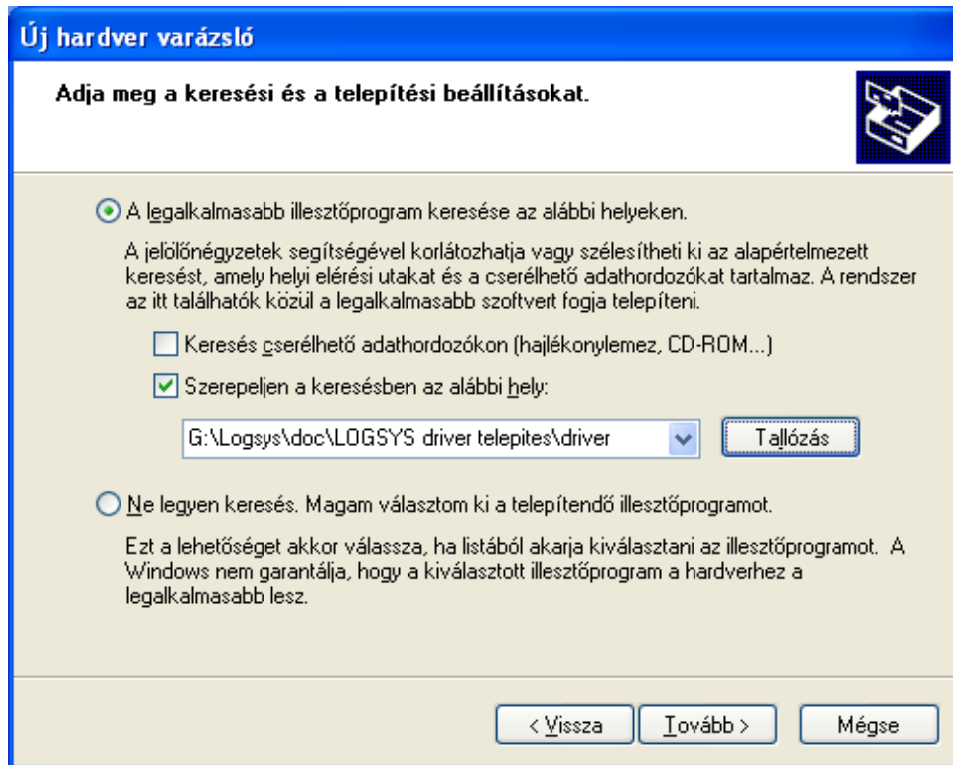 Új hardver varázsló
Adja meg a keresési és a telepítési beállításokat.
A legalkalmasabb illesztőprogram keresése az alábbi helyeken.
A jelölőnégyzetek segítségével korlátozhatja vagy szélesítheti ki az alapértelmezett
keresést, amely helyi elérési utakat és a cserélhető adathordozókat tartalmaz. A rendszer
az itt találhatók közül a legalkalmasabb szoftvert fogja telepíteni.
Keresés cserélhető adathordozókon (hajlékonylemez, CD-ROM...)
Szerepeljen a keresésben az alábbi hely:
G:\Logsys\doc\LOGSYS driver telepites\driver
Tallózás
Ne legyen keresés. Magam választom ki a telepítendő illesztőprogramot.
Ezt a lehetőséget akkor válassza, ha listából akarja kiválasztani az illesztőprogramot. A
Windows nem garantálja, hogy a kiválasztott illesztőprogram a hardverhez a
legalkalmasabb lesz.
< Vissza Tovább > Mégse